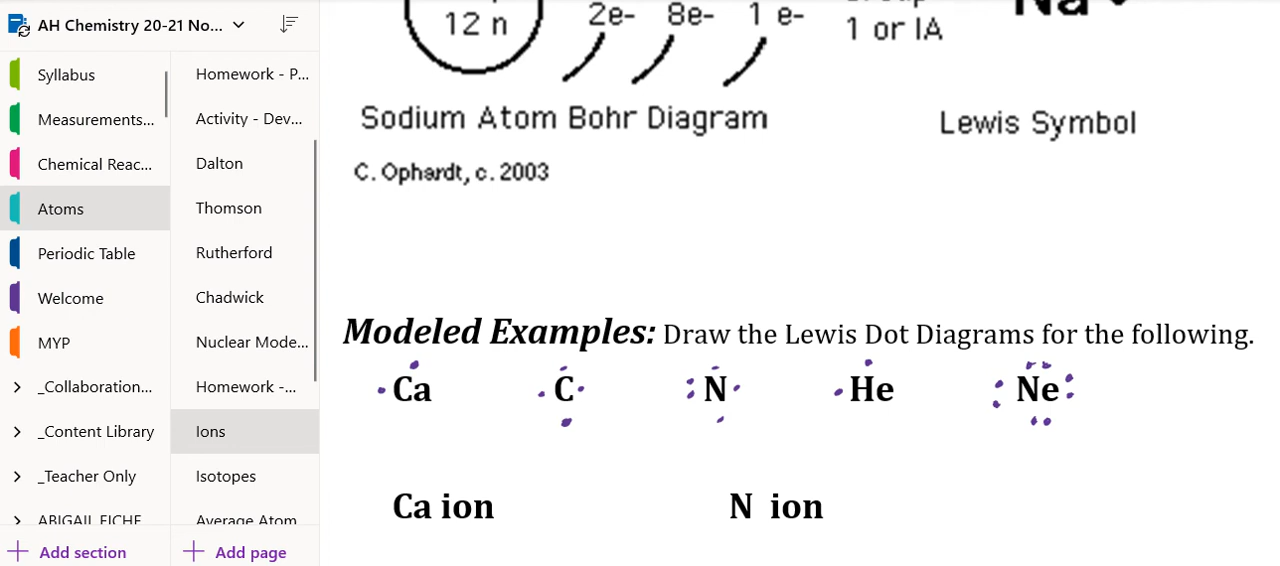 AH Chemistry 20-21 No...
Syllabus
Measurements...
Chemical Reac...
Atoms
Periodic Table
Welcome
MYP
_Collaboration...
_Content Library
_Teacher Only
ABIGAIL FICHE
Add section
Homework - P...
Activity - Dev...
Dalton
Thomson
Rutherford
Chadwick
Nuclear Mode...
Homework -...
Ions
Isotopes
Average Atom
Add page
12 n 2e- 8e- 1 e-
1 or IA
Na
Sodium Atom Bohr Diagram
Lewis Symbol
C. Ophardt, c. 2003
Modeled Examples: Draw the Lewis Dot Diagrams for the following.
Ca C N He Ne
Ca ion N ion